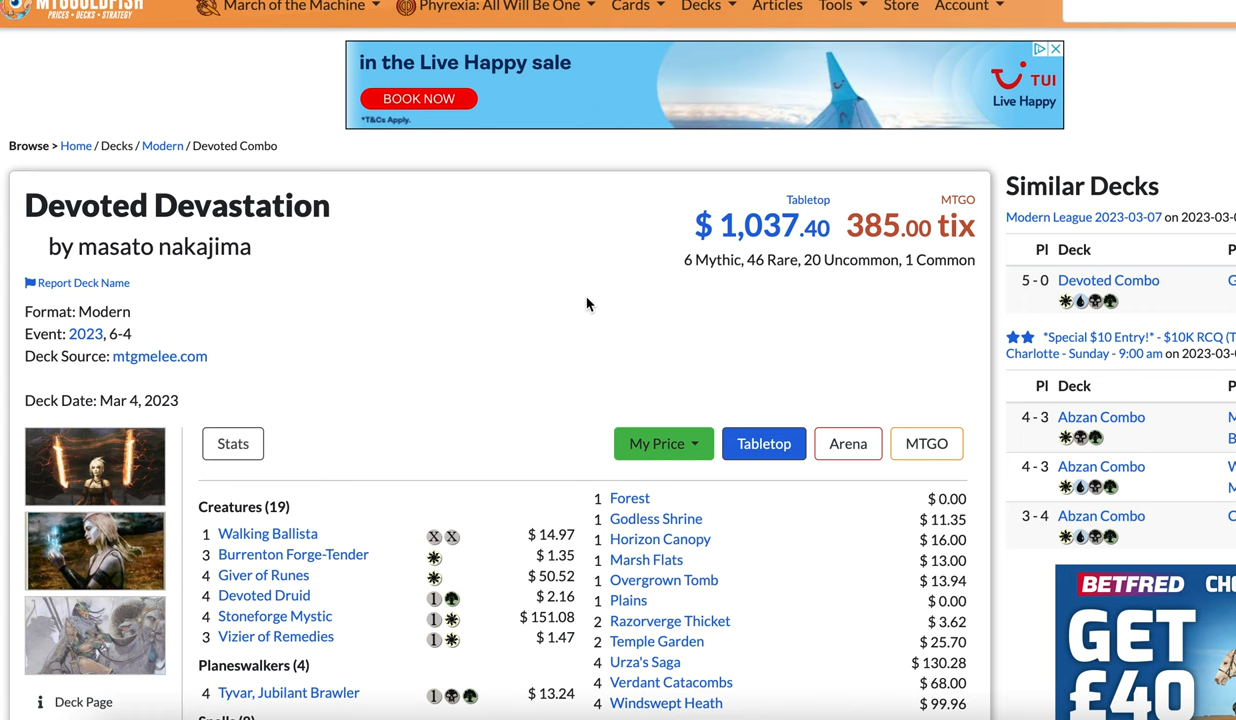 MTGGOLDFISH
PRICES • DECKS • STRATEGY
March of the Machine
Phyrexia: All Will Be One
Cards
Decks
Articles
Tools
Store
Account
in the Live Happy sale
BOOK NOW
*T&Cs Apply.
TUI
Live Happy
Browse > Home / Decks / Modern / Devoted Combo
Devoted Devastation
by masato nakajima
Report Deck Name
Format: Modern
Event: 2023, 6-4
Deck Source: mtgmelee.com
Deck Date: Mar 4, 2023
Tabletop
$ 1,037.40
MTGO
385.00 tix
6 Mythic, 46 Rare, 20 Uncommon, 1 Common
Stats
My Price
Tabletop
Arena
MTGO
Creatures (19)
1 Walking Ballista X X $ 14.97
3 Burrenton Forge-Tender $ 1.35
4 Giver of Runes $ 50.52
4 Devoted Druid 1 $ 2.16
4 Stoneforge Mystic 1 $ 151.08
3 Vizier of Remedies 1 $ 1.47
Planeswalkers (4)
4 Tyvar, Jubilant Brawler 1 $ 13.24
1 Forest $ 0.00
1 Godless Shrine $ 11.35
1 Horizon Canopy $ 16.00
1 Marsh Flats $ 13.00
1 Overgrown Tomb $ 13.94
1 Plains $ 0.00
2 Razorverge Thicket $ 3.62
2 Temple Garden $ 25.70
4 Urza's Saga $ 130.28
4 Verdant Catacombs $ 68.00
4 Windswept Heath $ 99.96
Deck Page
Similar Decks
Modern League 2023-03-07 on 2023-03-
Pl Deck
5 - 0 Devoted Combo
*Special $10 Entry!* - $10K RCQ (T
Charlotte - Sunday - 9:00 am on 2023-03-
Pl Deck
4 - 3 Abzan Combo
4 - 3 Abzan Combo
3 - 4 Abzan Combo
BETFRED
GET
£40